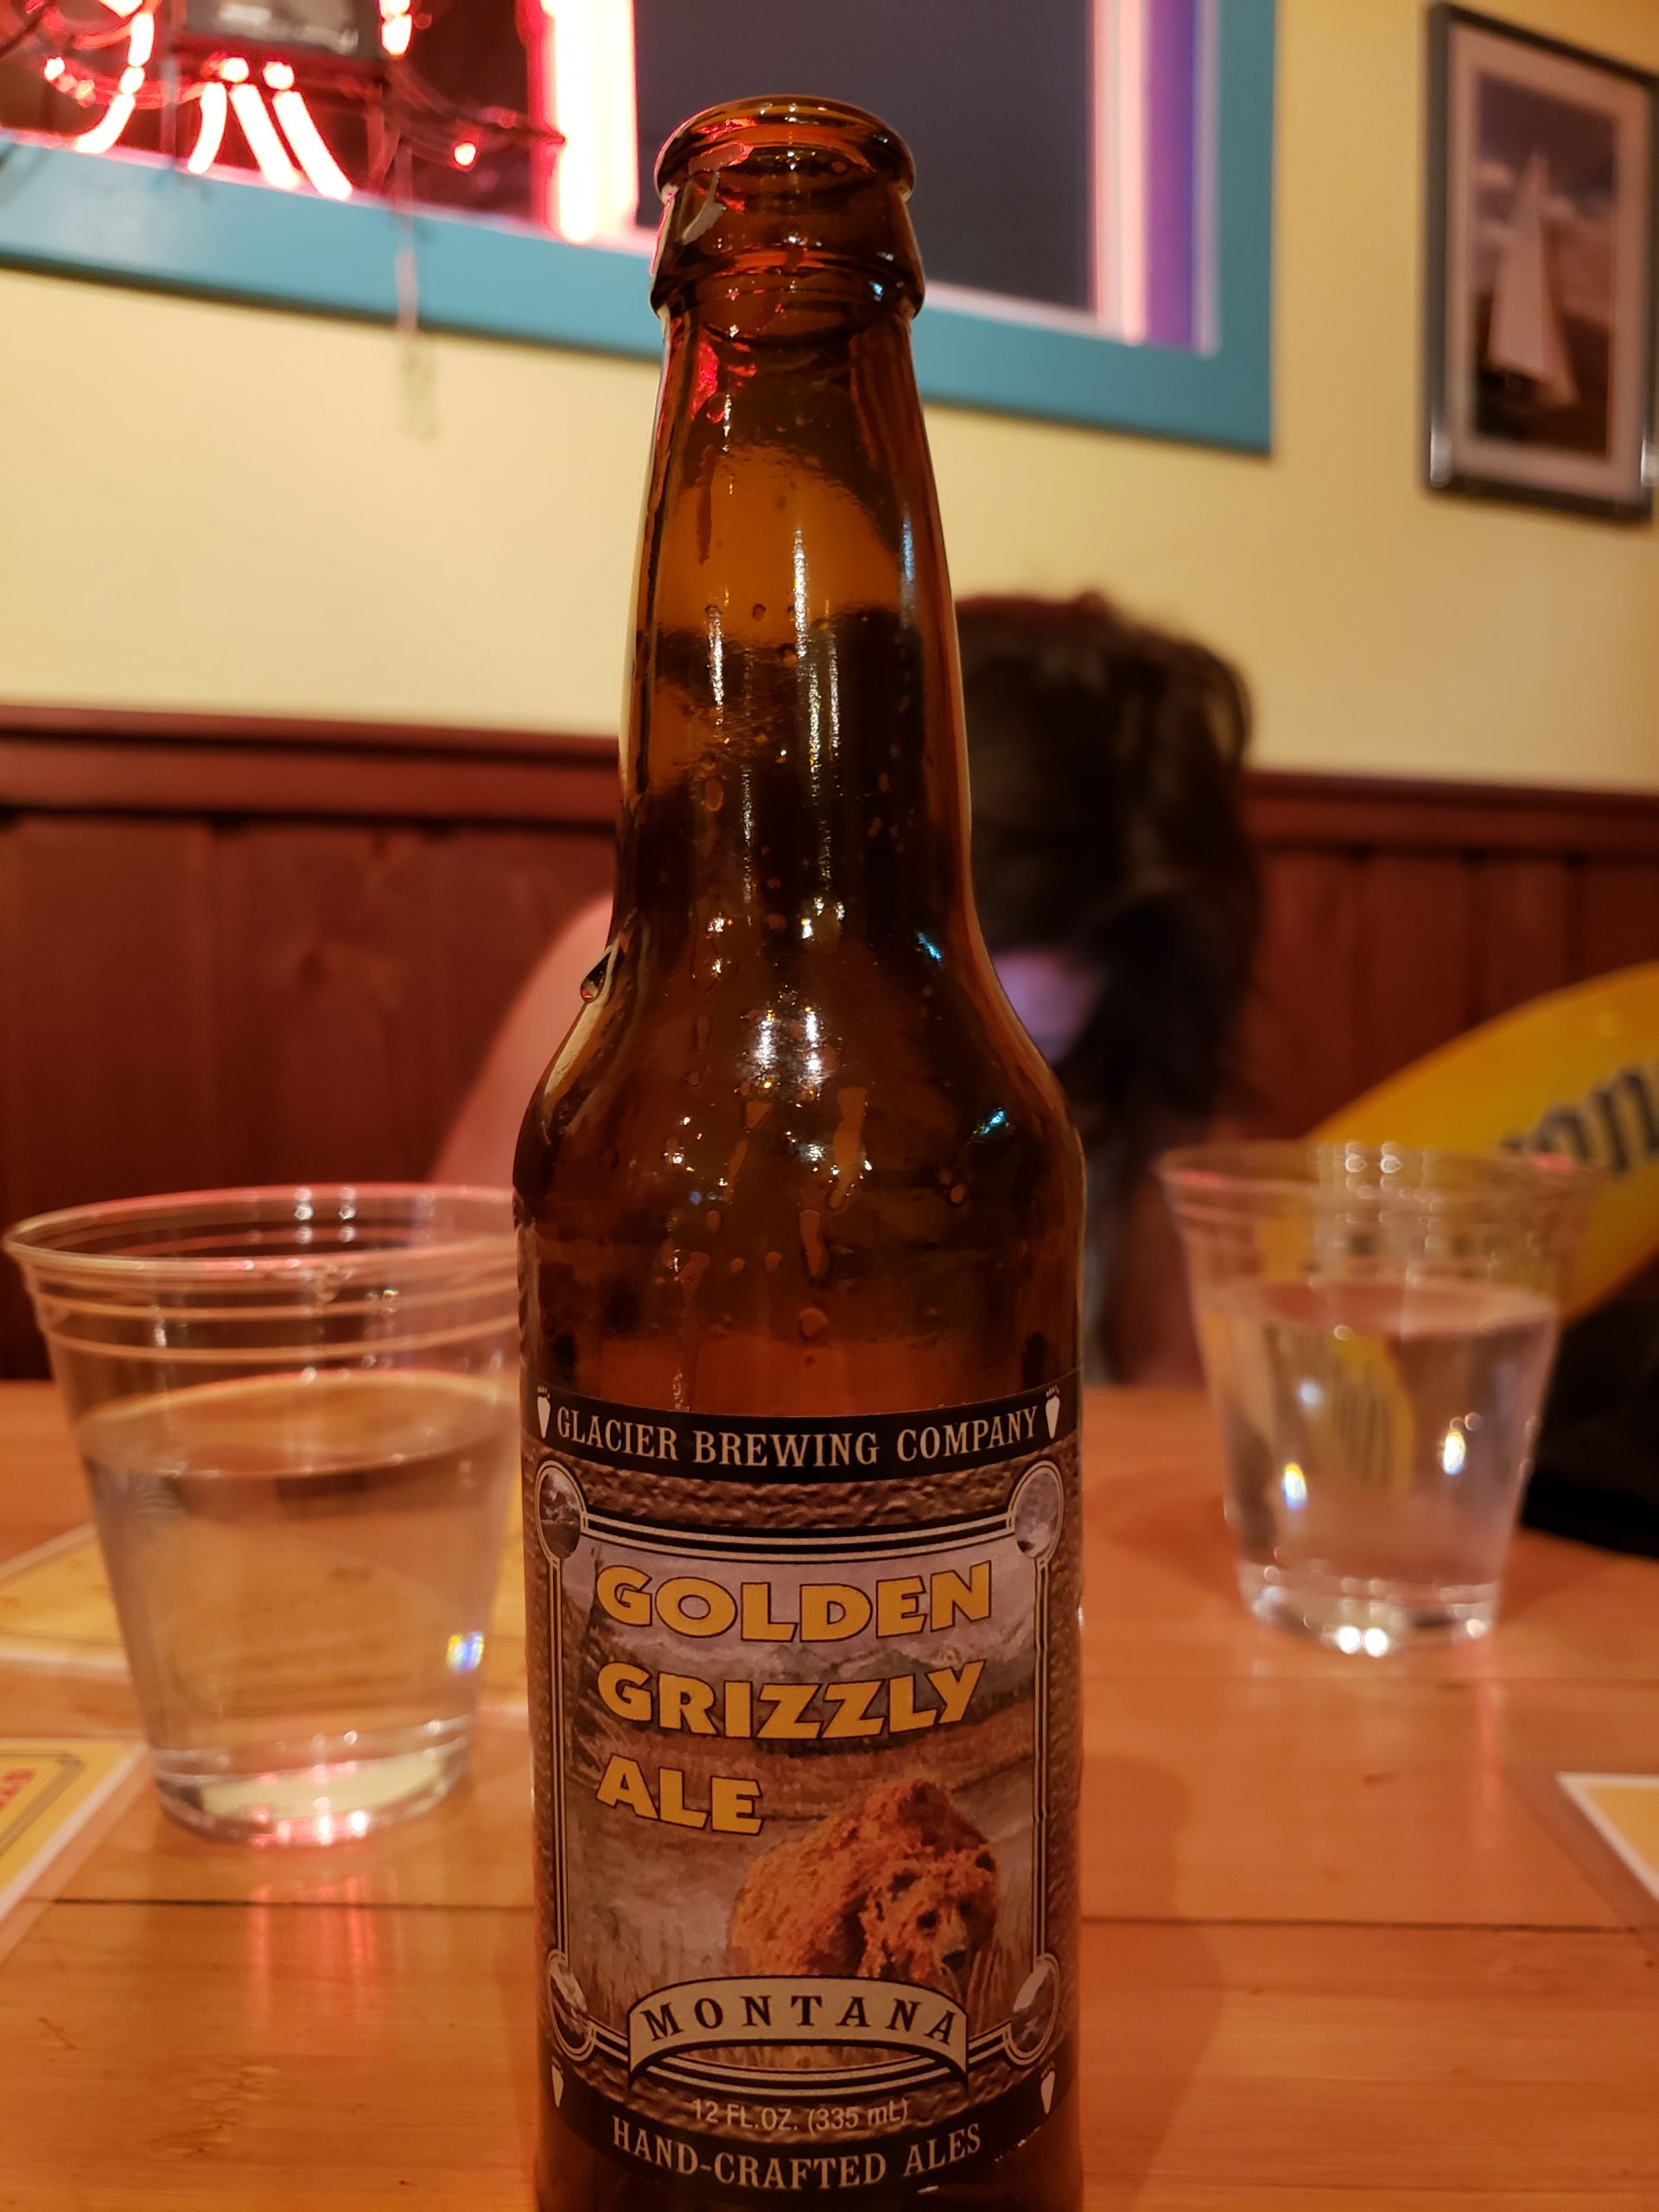 GLACIER BREWING COMPANY
GOLDEN
GRIZZLY
ALE
MONTANA
12 FL.OZ. (335 mL)
HAND-CRAFTED ALES